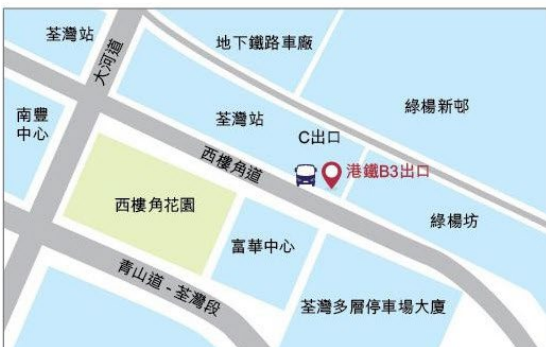 荃灣站
大河道
地下鐵路車廠
綠楊新邨
南豐
中心
荃灣站
C出口
西樓角道
港鐵B3出口
西樓角花園
綠楊坊
富華中心
青山道 - 荃灣段
荃灣多層停車場大廈